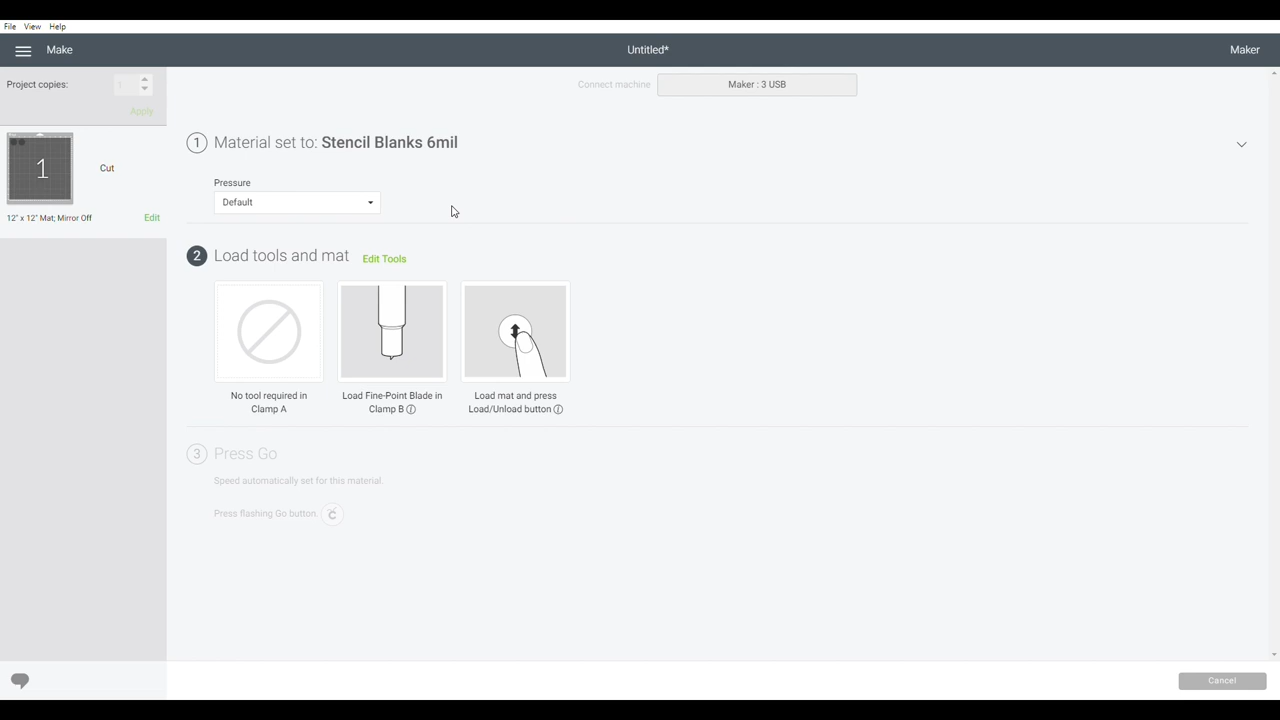 File View Help
Make
Untitled*
Maker
Project copies:
1
Apply
Connect machine
Maker : 3 USB
1
Cut
12" x 12" Mat; Mirror Off
Edit
1 Material set to: Stencil Blanks 6mil
Pressure
Default
2 Load tools and mat
Edit Tools
No tool required in
Clamp A
Load Fine-Point Blade in
Clamp B
Load mat and press
Load/Unload button
3 Press Go
Speed automatically set for this material.
Press flashing Go button.
Cancel